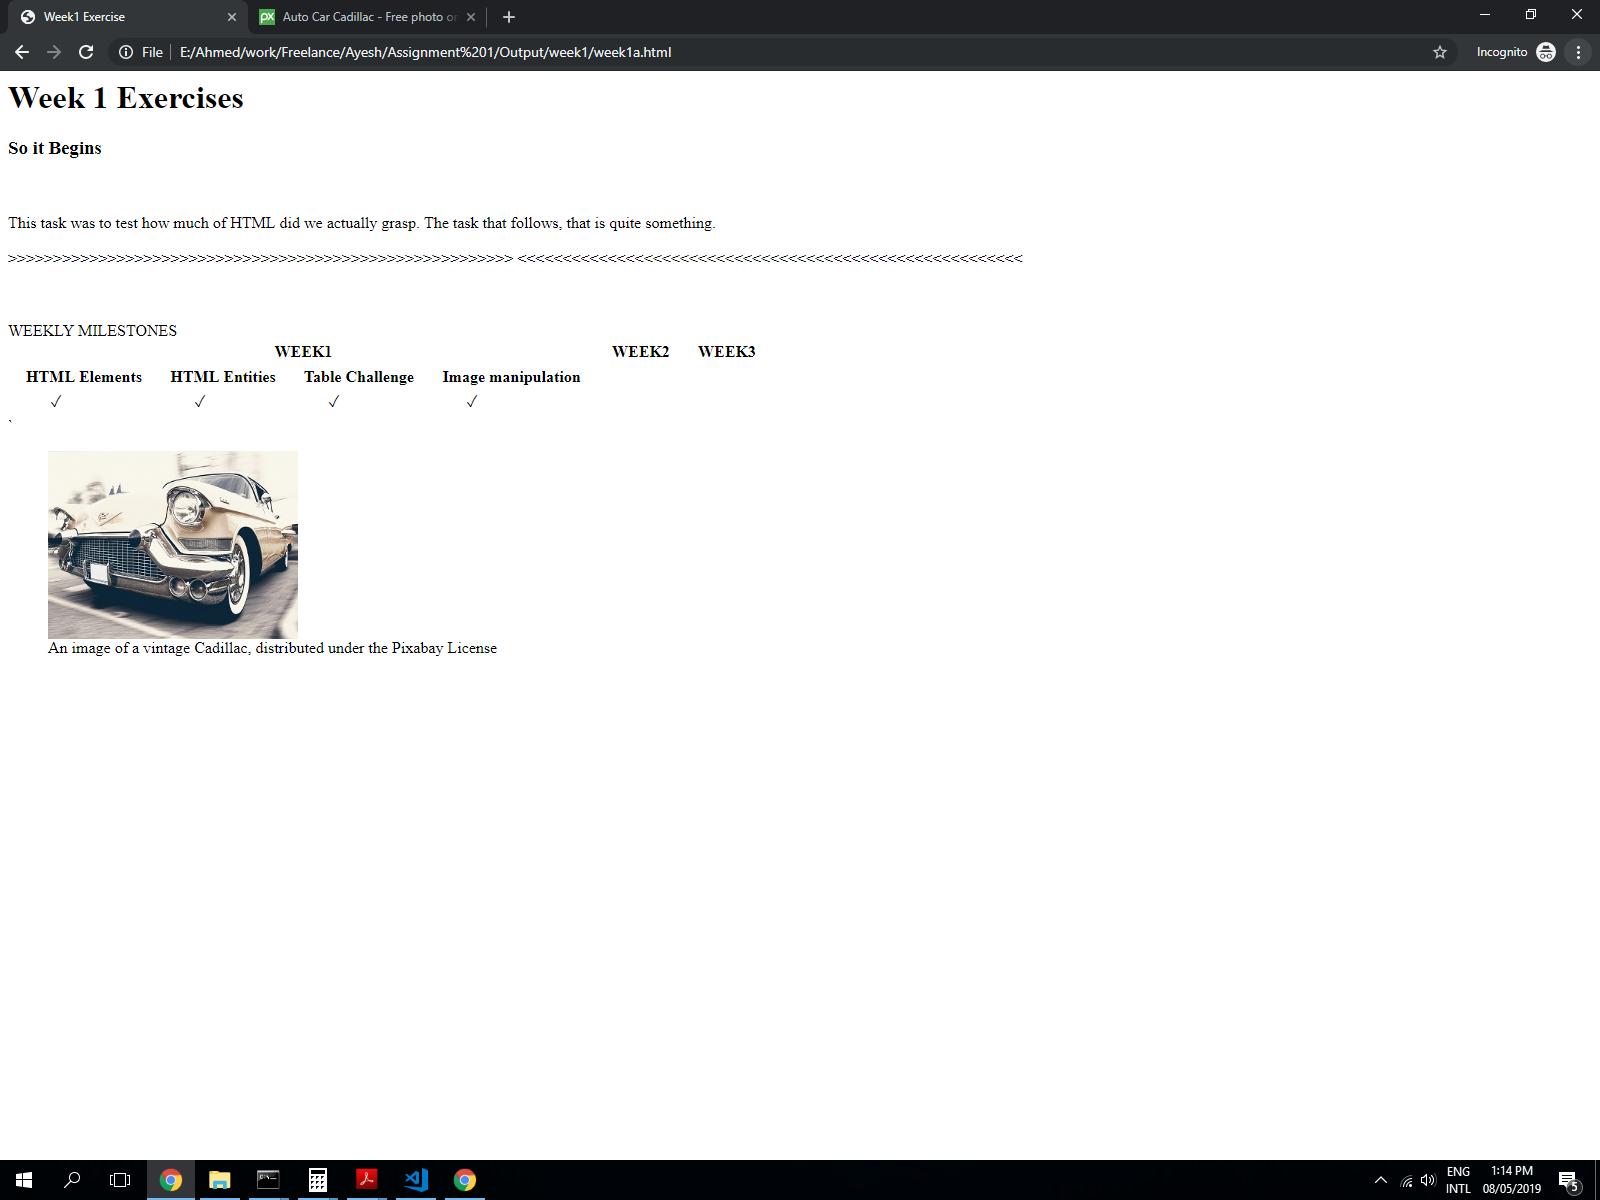 Week1 Exercise
px Auto Car Cadillac - Free photo or
File E:/Ahmed/work/Freelance/Ayesh/Assignment%201/Output/week1/week1a.html Incognito
Week 1 Exercises
So it Begins
This task was to test how much of HTML did we actually grasp. The task that follows, that is quite something.
>>>>>>>>>>>>>>>>>>>>>>>>>>>>>>>>>>>>>>>>>>>>>>>>>>>>>>>> <<<<<<<<<<<<<<<<<<<<<<<<<<<<<<<<<<<<<<<<<<<<<<<<<<<<<<<<
WEEKLY MILESTONES
WEEK1 WEEK2 WEEK3
HTML Elements HTML Entities Table Challenge Image manipulation
✓ ✓ ✓ ✓
`
An image of a vintage Cadillac, distributed under the Pixabay License
ENG 1:14 PM
INTL 08/05/2019 5